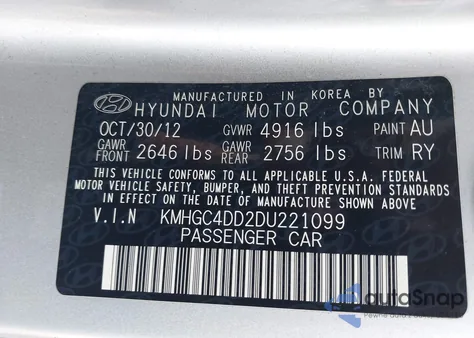 MANUFACTURED IN KOREA BY
HYUNDAI MOTOR COMPANY
OCT/30/12 GVWR 4916 lbs PAINT AU
GAWR FRONT 2646 lbs GAWR REAR 2756 lbs TRIM RY
THIS VEHICLE CONFORMS TO ALL APPLICABLE U.S.A. FEDERAL
MOTOR VEHICLE SAFETY, BUMPER, AND THEFT PREVENTION STANDARDS
IN EFFECT ON THE DATE OF MANUFACTURE SHOWN ABOVE.
V.I.N KMHGC4DD2DU221099
PASSENGER CAR
autoSnap